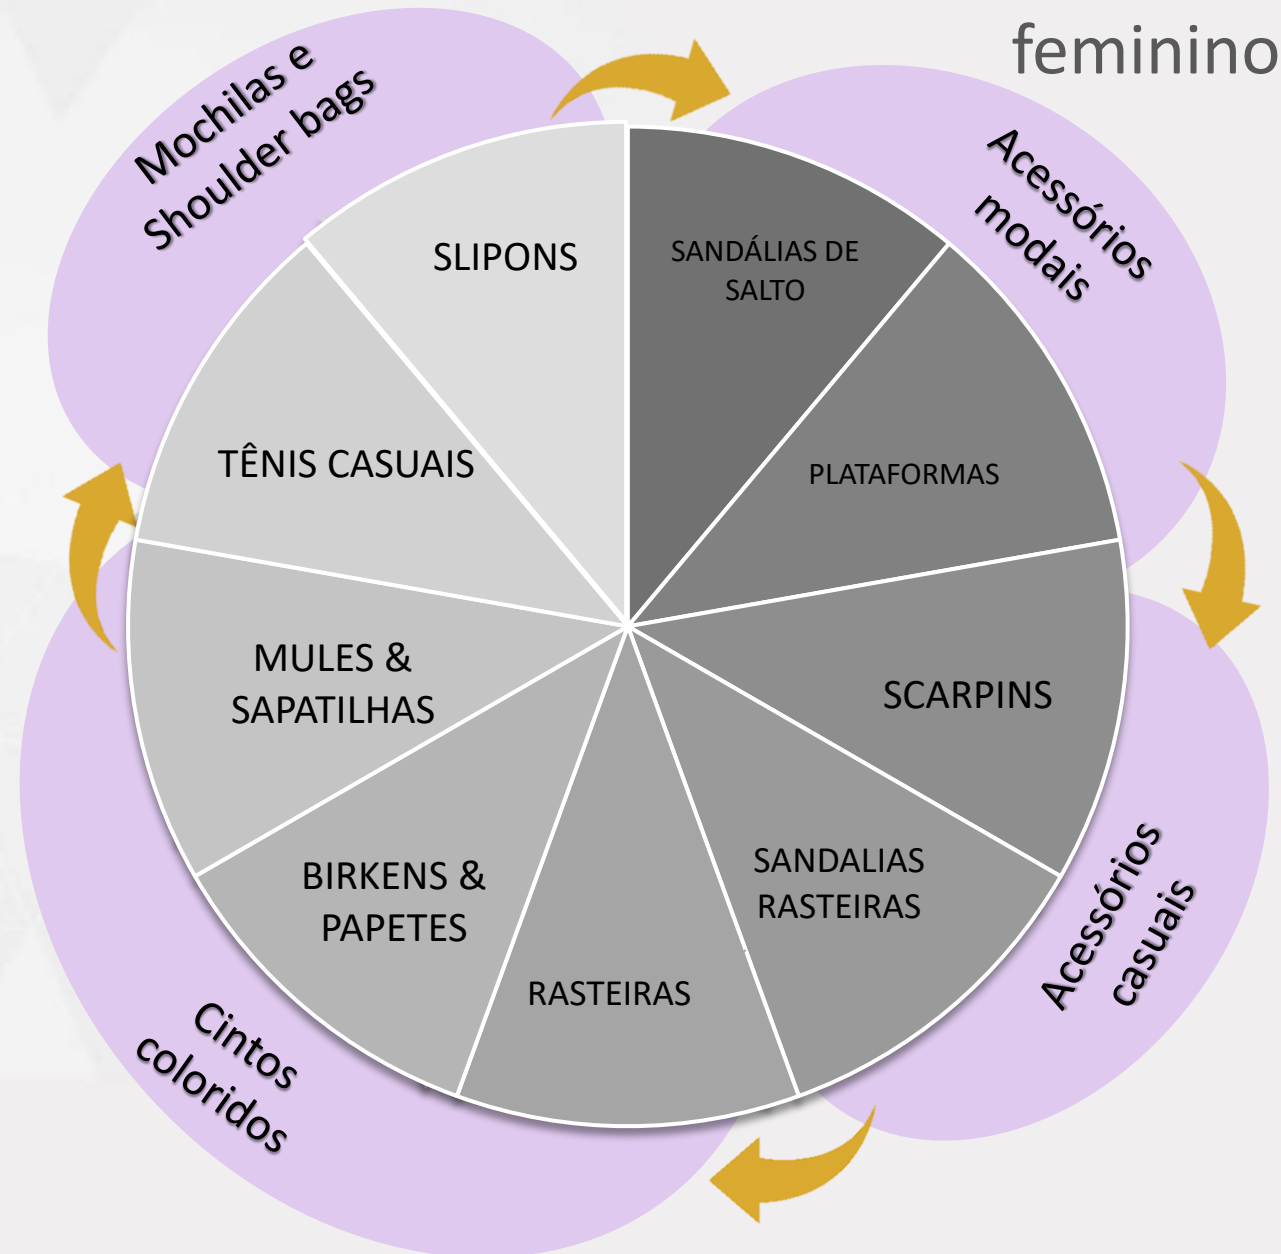 feminino
Mochilas e
Shoulder bags
Acessórios
modais
SLIPONS
SANDÁLIAS DE
SALTO
TÊNIS CASUAIS
PLATAFORMAS
MULES &
SAPATILHAS
SCARPINS
BIRKENS &
PAPETES
SANDALIAS
RASTEIRAS
RASTEIRAS
Acessórios
casuais
Cintos
coloridos